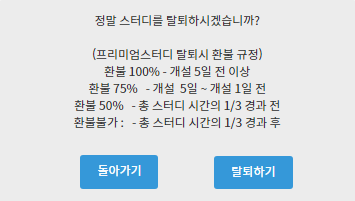 정말 스터디를 탈퇴하시겠습니까?
(프리미엄스터디 탈퇴시 환불 규정)
환불 100% - 개설 5일 전 이상
환불 75% - 개설 5일 ~ 개설 1일 전
환불 50% - 총 스터디 시간의 1/3 경과 전
환불불가 : - 총 스터디 시간의 1/3 경과 후
돌아가기
탈퇴하기